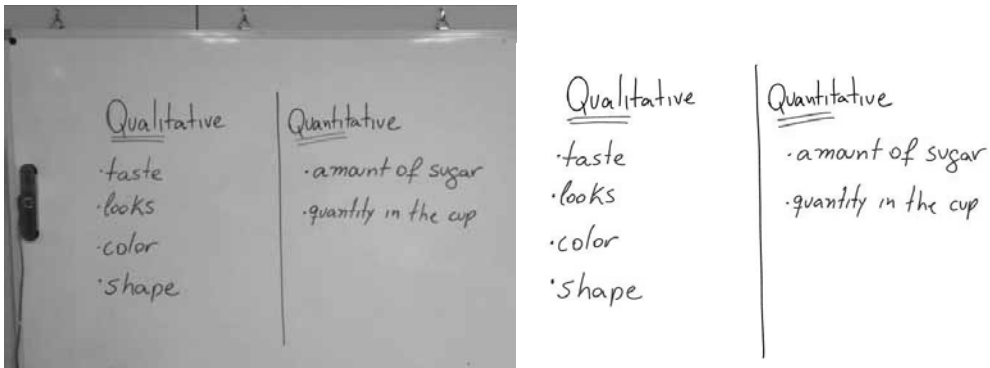 Qualitative
·taste
·looks
·color
·shape
Quantitative
·amount of sugar
·quantity in the cup
Qualitative
·taste
·looks
·color
·shape
Quantitative
·amount of sugar
·quantity in the cup